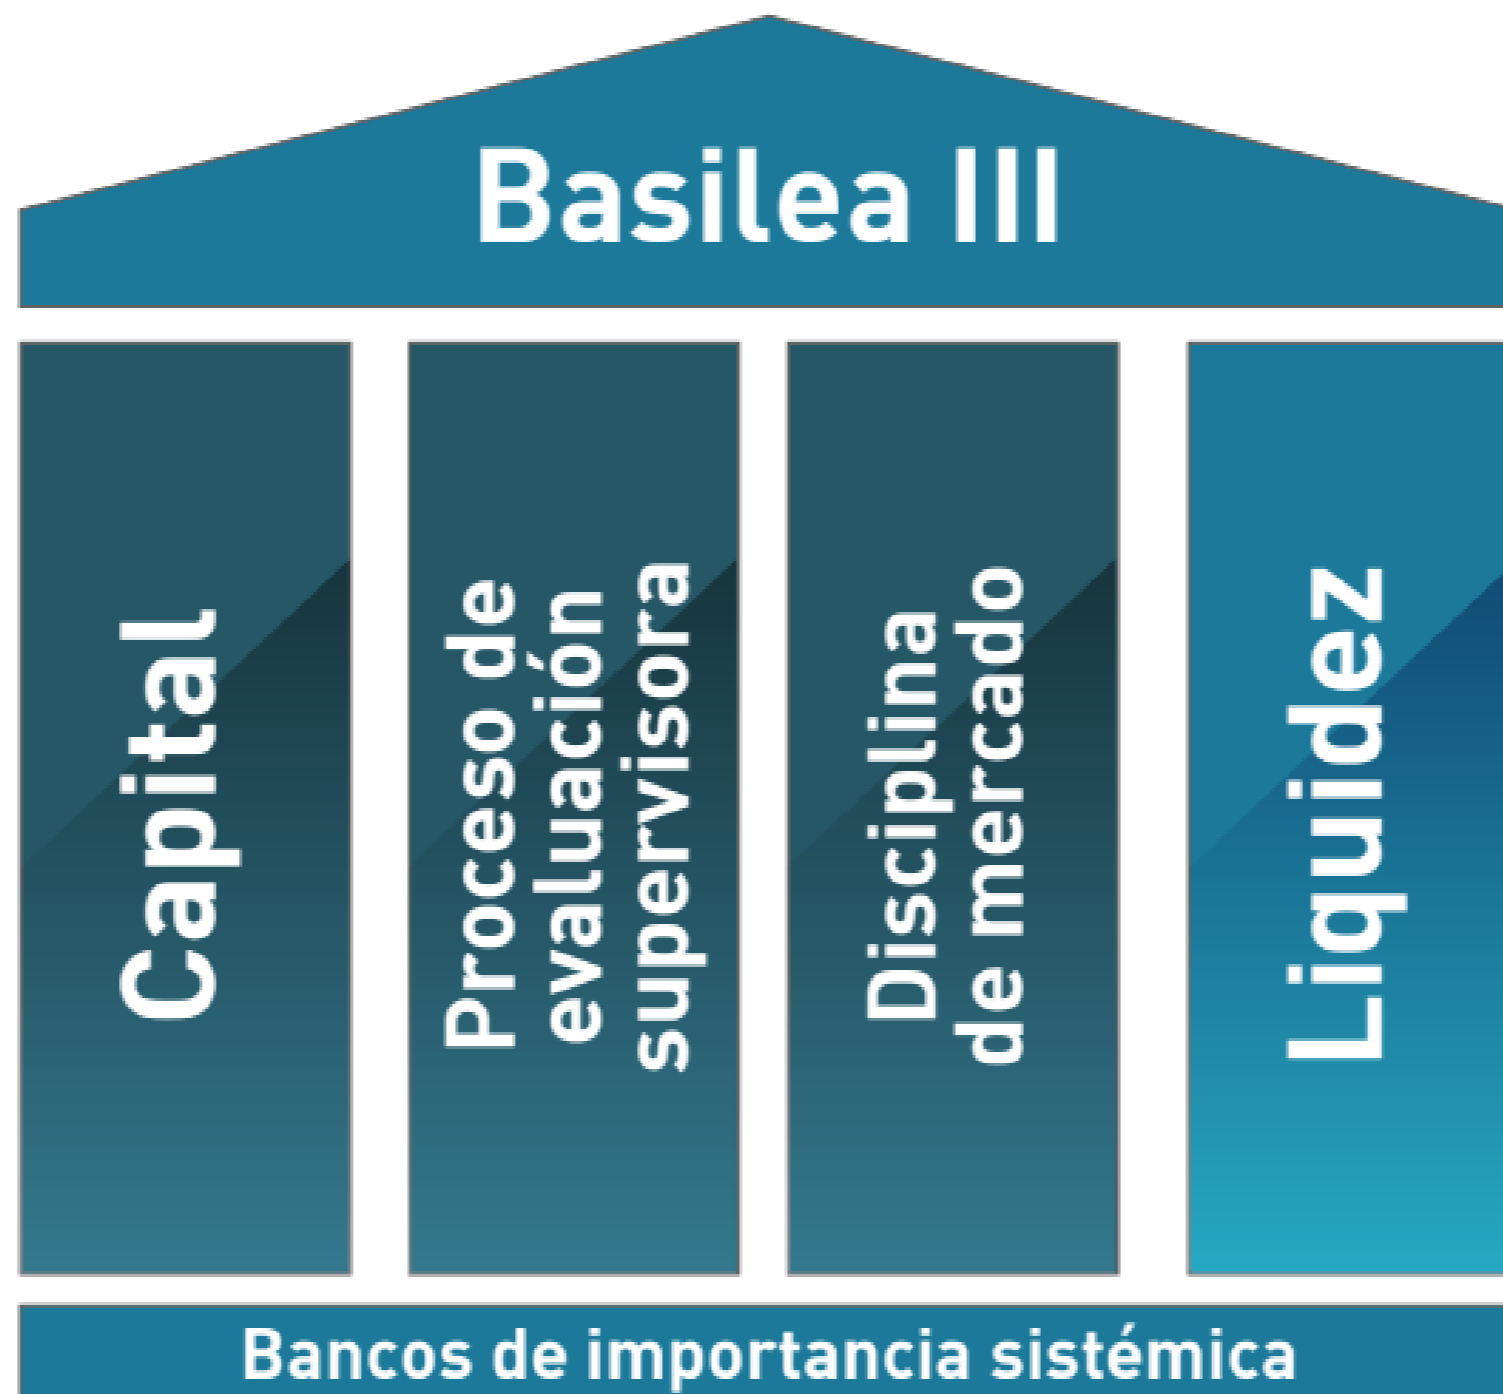 Basilea III
Capital
Proceso de
evaluación
supervisora
Disciplina
de mercado
Liquidez
Bancos de importancia sistémica